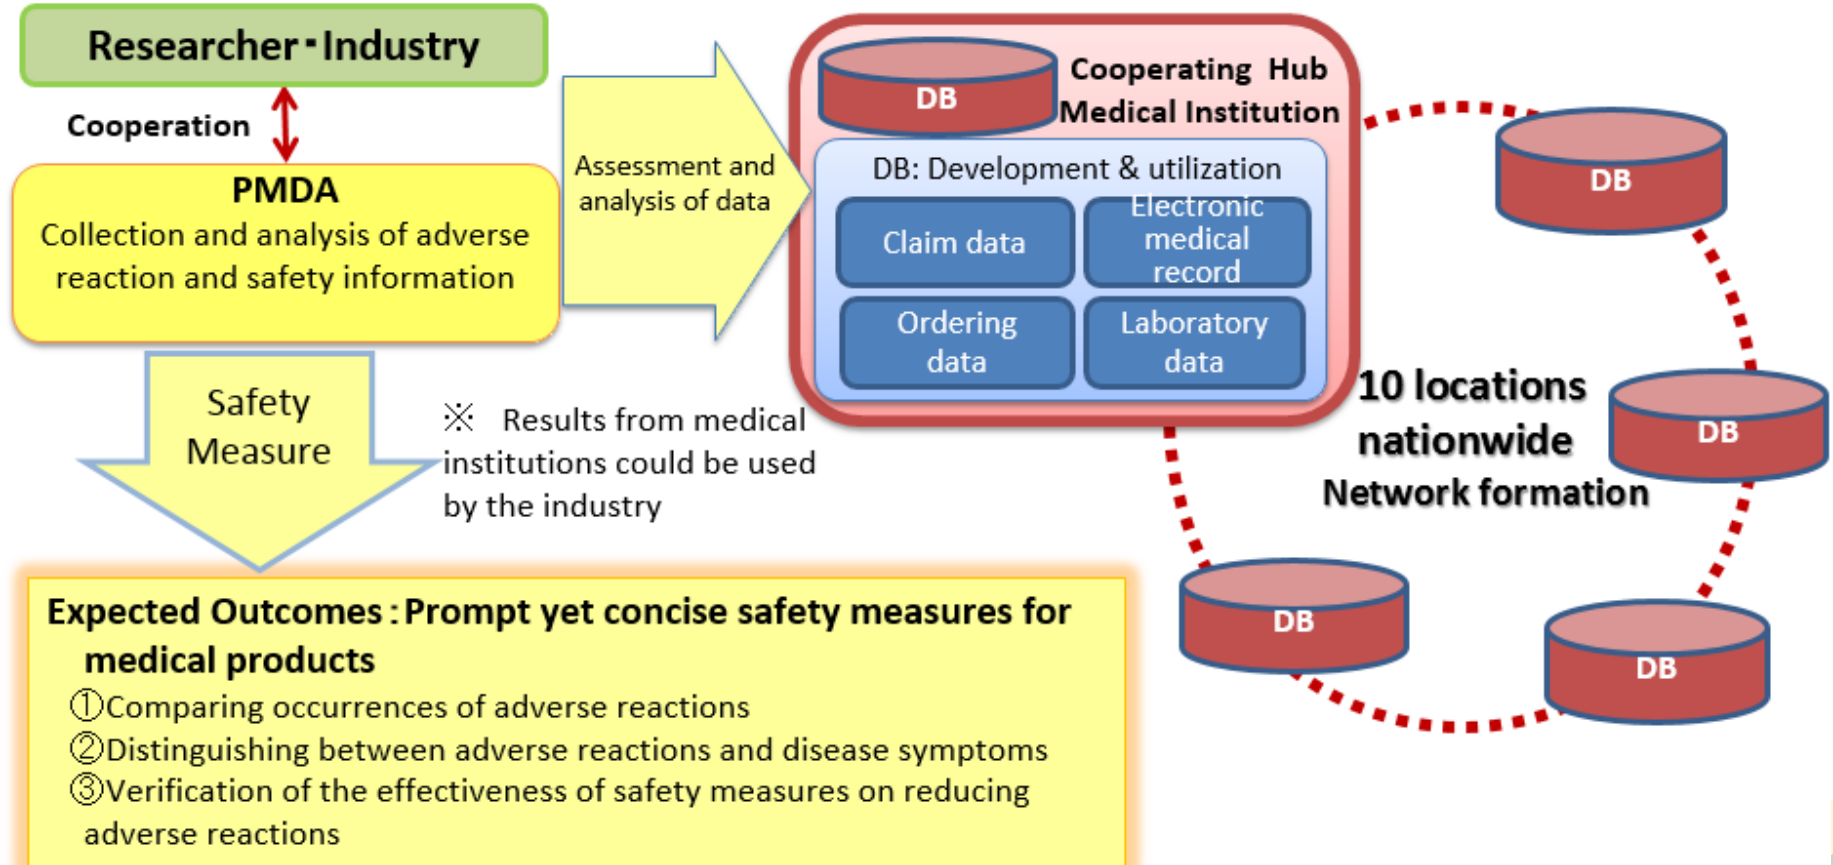 Researcher・Industry
Cooperation
PMDA
Collection and analysis of adverse
reaction and safety information
Assessment and
analysis of data
DB
Cooperating Hub
Medical Institution
DB: Development & utilization
Claim data
Electronic
medical
record
Ordering
data
Laboratory
data
DB
DB
DB
DB
10 locations
nationwide
Network formation
Safety
Measure
※ Results from medical
institutions could be used
by the industry
Expected Outcomes：Prompt yet concise safety measures for
medical products
①Comparing occurrences of adverse reactions
②Distinguishing between adverse reactions and disease symptoms
③Verification of the effectiveness of safety measures on reducing
adverse reactions